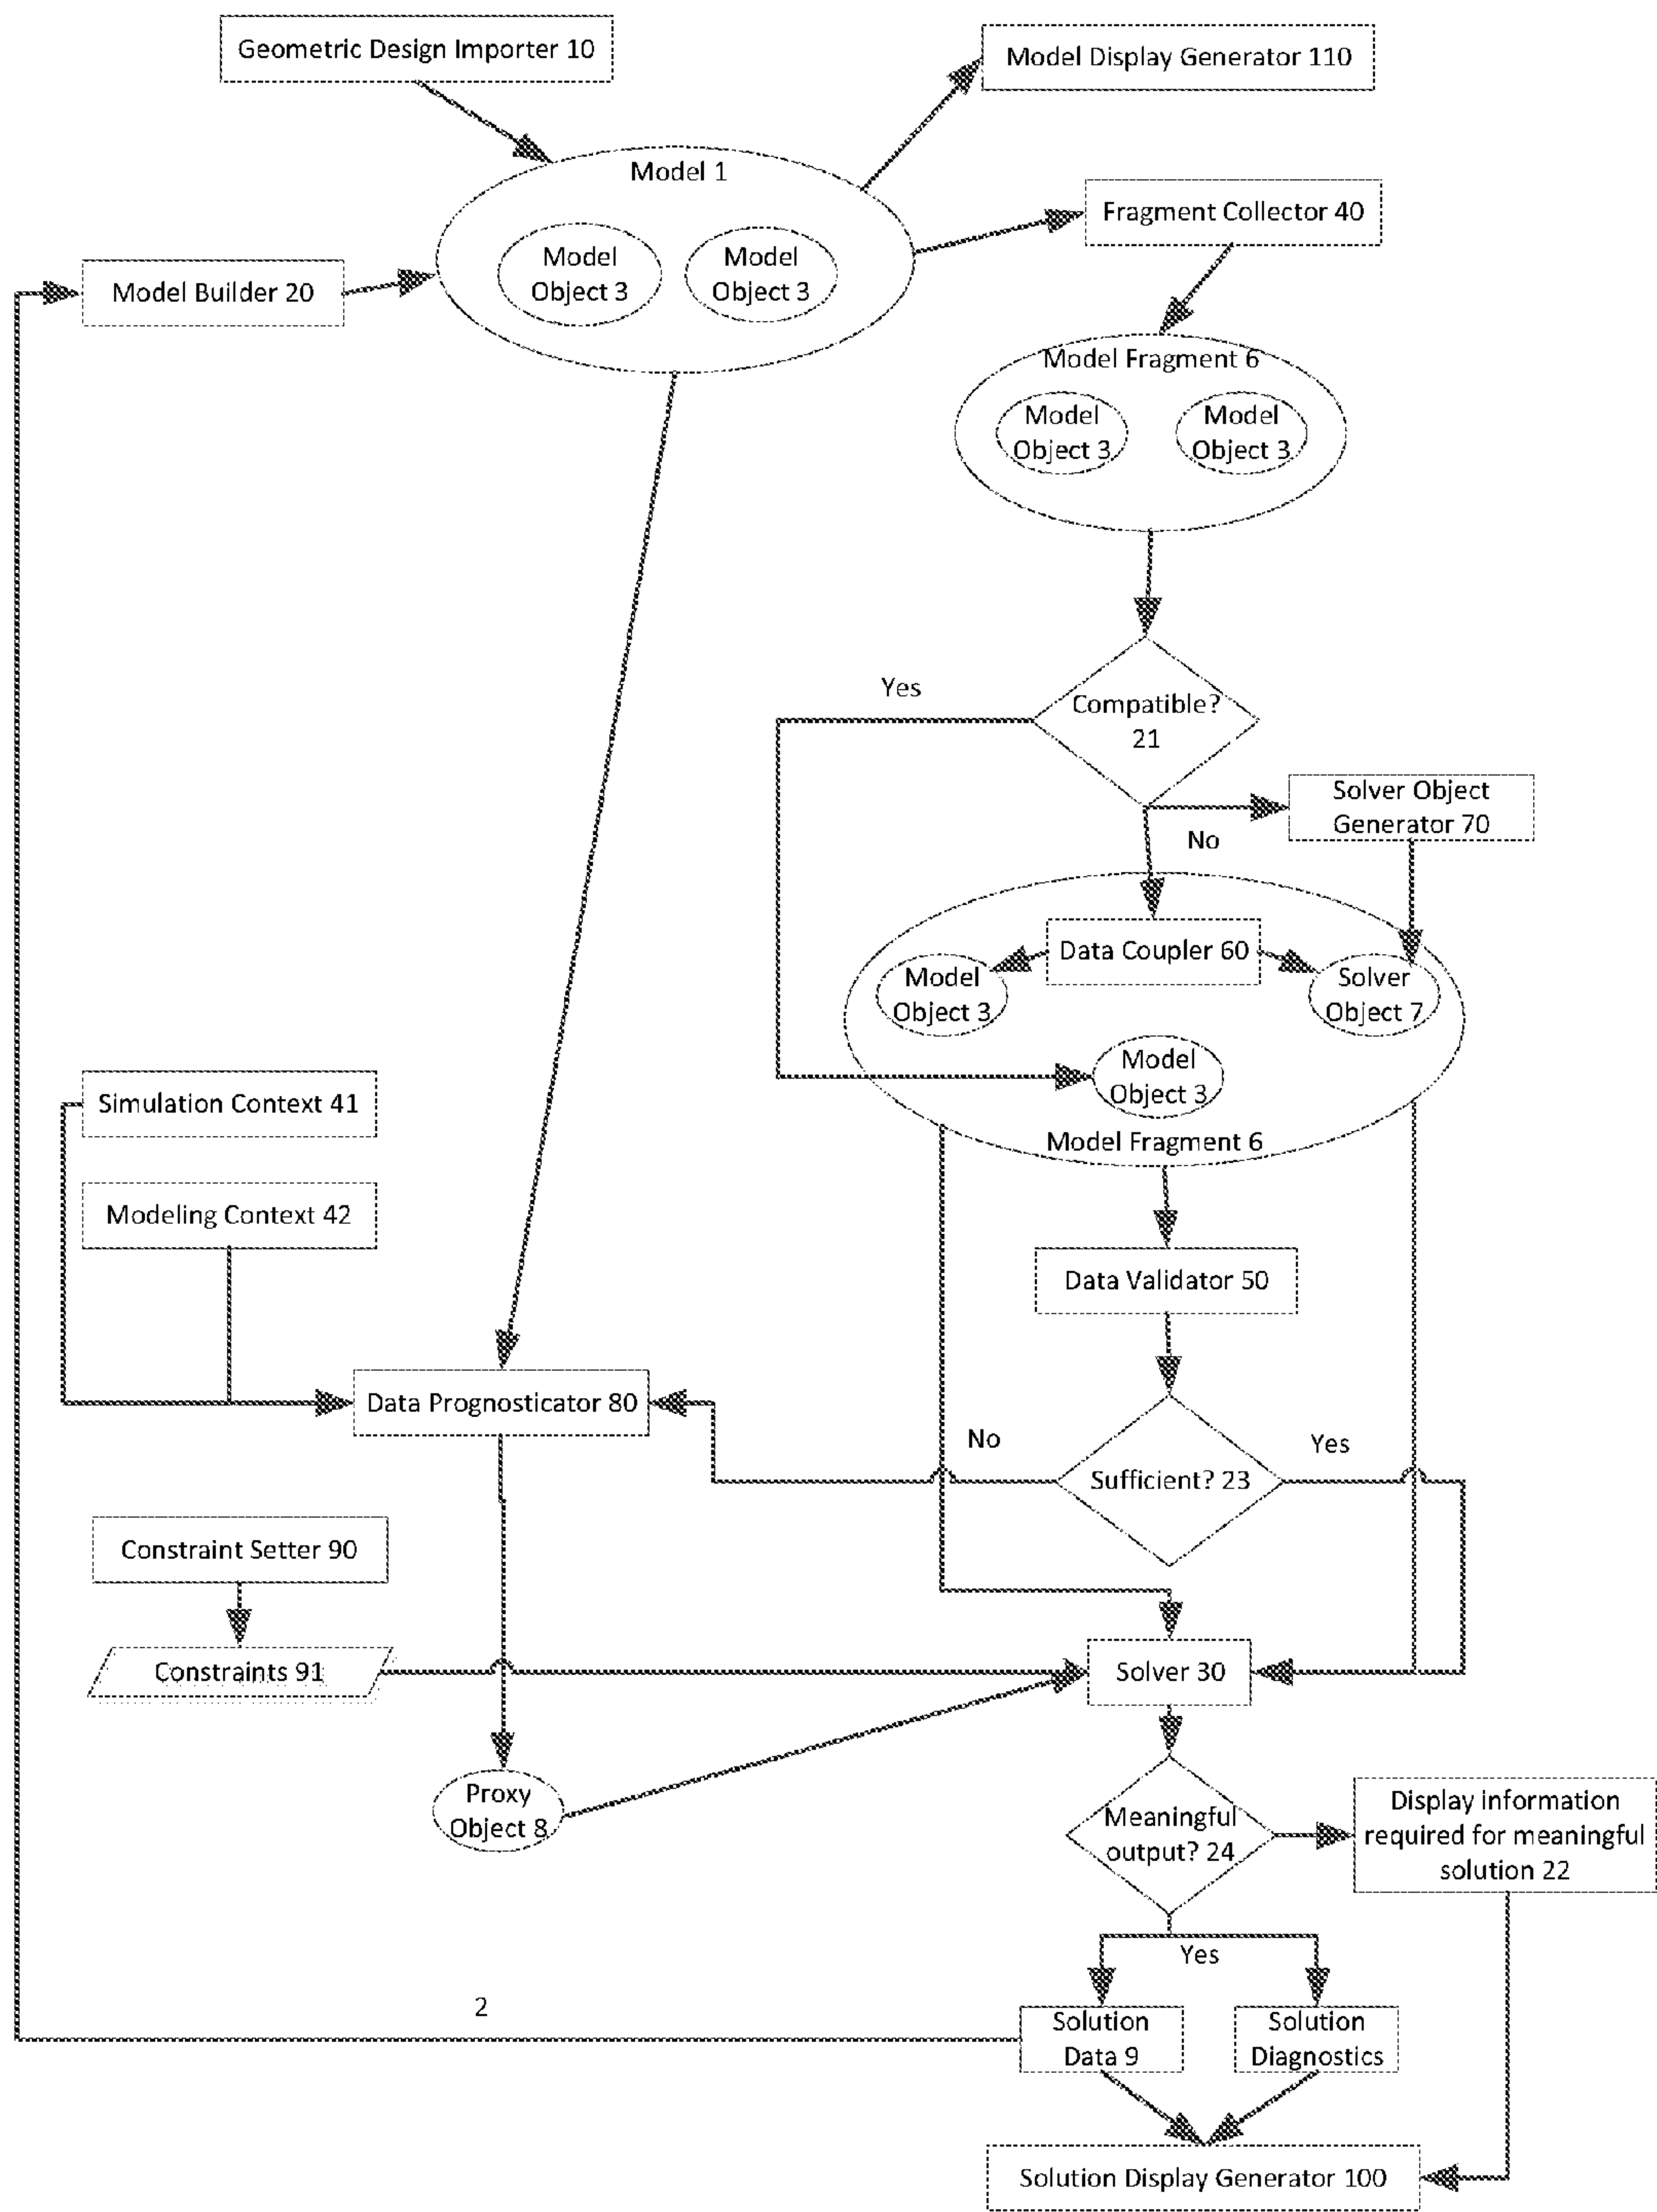 Geometric Design Importer 10
Model Display Generator 110
Model 1
Fragment Collector 40
Model
Object 3
Model
Object 3
Model Builder 20
Model Fragment 6
Model
Object 3
Model
Object 3
Yes
Compatible?
21
Solver Object
Generator 70
No
Data Coupler 60
Model
Object 3
Solver
Object 7
Model
Object 3
Model Fragment 6
Simulation Context 41
Modeling Context 42
Data Validator 50
Data Prognosticator 80
No
Yes
Sufficient? 23
Constraint Setter 90
Constraints 91
Solver 30
Proxy
Object 8
Meaningful
output? 24
Display information
required for meaningful
solution 22
Yes
2
Solution
Data 9
Solution
Diagnostics
Solution Display Generator 100